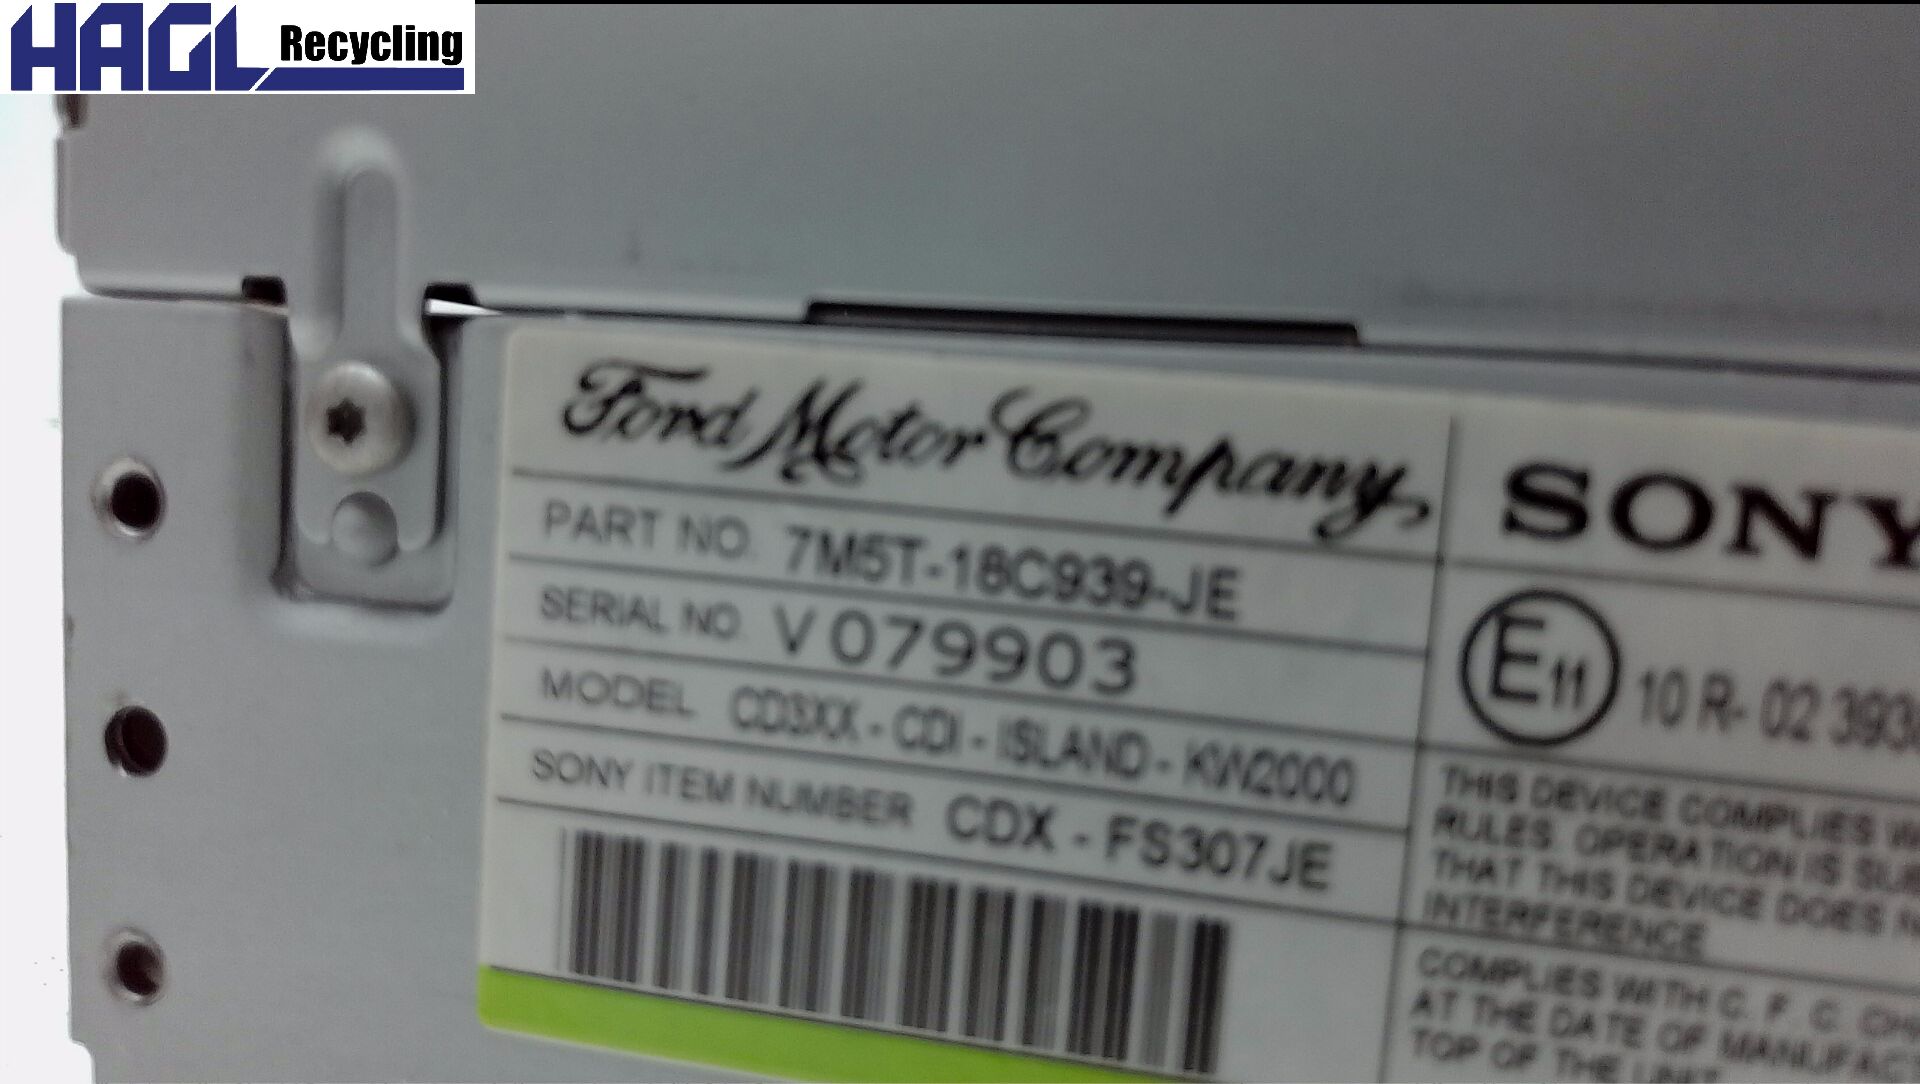 HAGL Recycling
Ford Motor Company
PART NO. 7M5T-18C939-JE
SERIAL NO. V079903
MODEL CD3XX - CDI - ISLAND - KW2000
SONY ITEM NUMBER CDX - FS307JE
SONY
E11 10 R- 02 393
THIS DEVICE COMPLIES
RULES. OPERATION IS
THAT THIS DEVICE DOES
INTERFERENCE
COMPLIES WITH C. F. C.
AT THE DATE OF
TOP OF THE UNIT